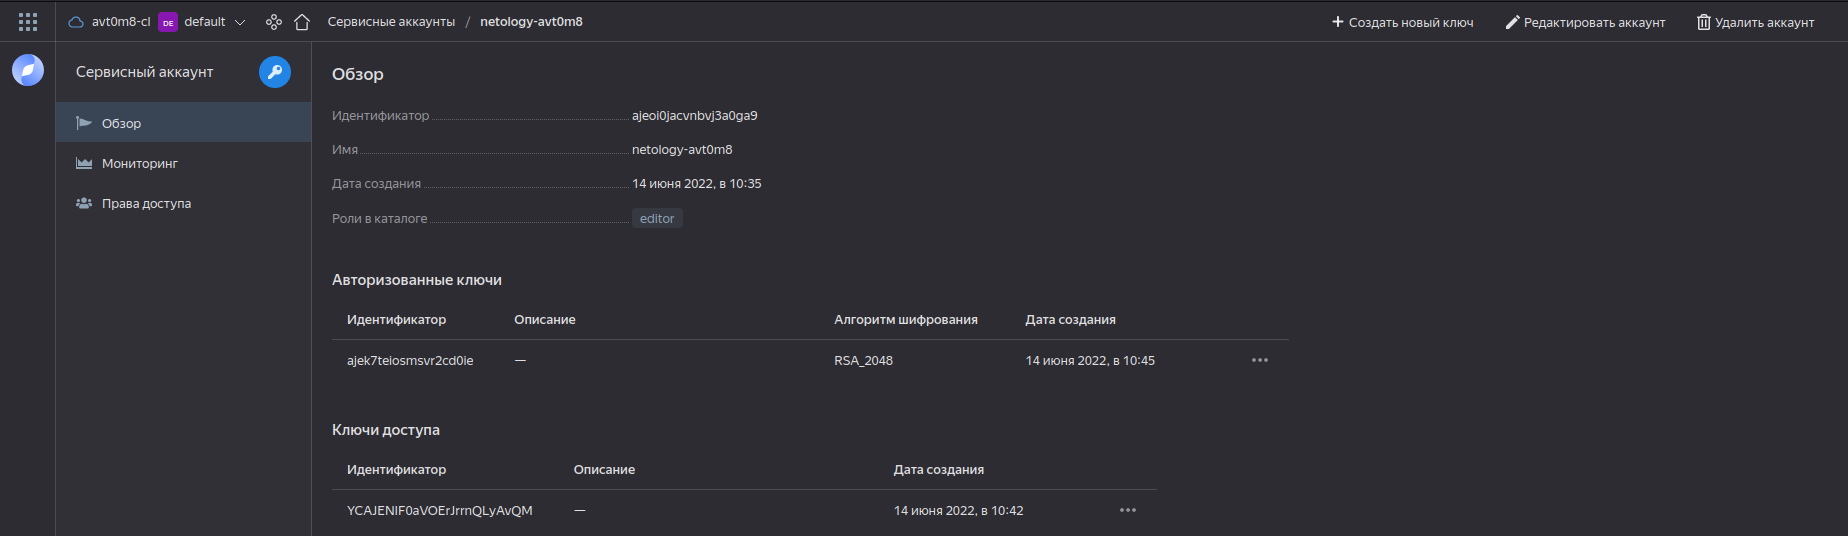 avt0m8-cl DE default Сервисные аккаунты / netology-avt0m8 + Создать новый ключ Редактировать аккаунт Удалить аккаунт
Сервисный аккаунт
Обзор
Мониторинг
Права доступа
Обзор
Идентификатор ajeoi0jacvnbvj3a0ga9
Имя netology-avt0m8
Дата создания 14 июня 2022, в 10:35
Роли в каталоге editor
Авторизованные ключи
Идентификатор Описание Алгоритм шифрования Дата создания
ajek7teiosmsvr2cd0ie — RSA_2048 14 июня 2022, в 10:45
Ключи доступа
Идентификатор Описание Дата создания
YCAJENIF0aVOErJrrnQLyAvQM — 14 июня 2022, в 10:42